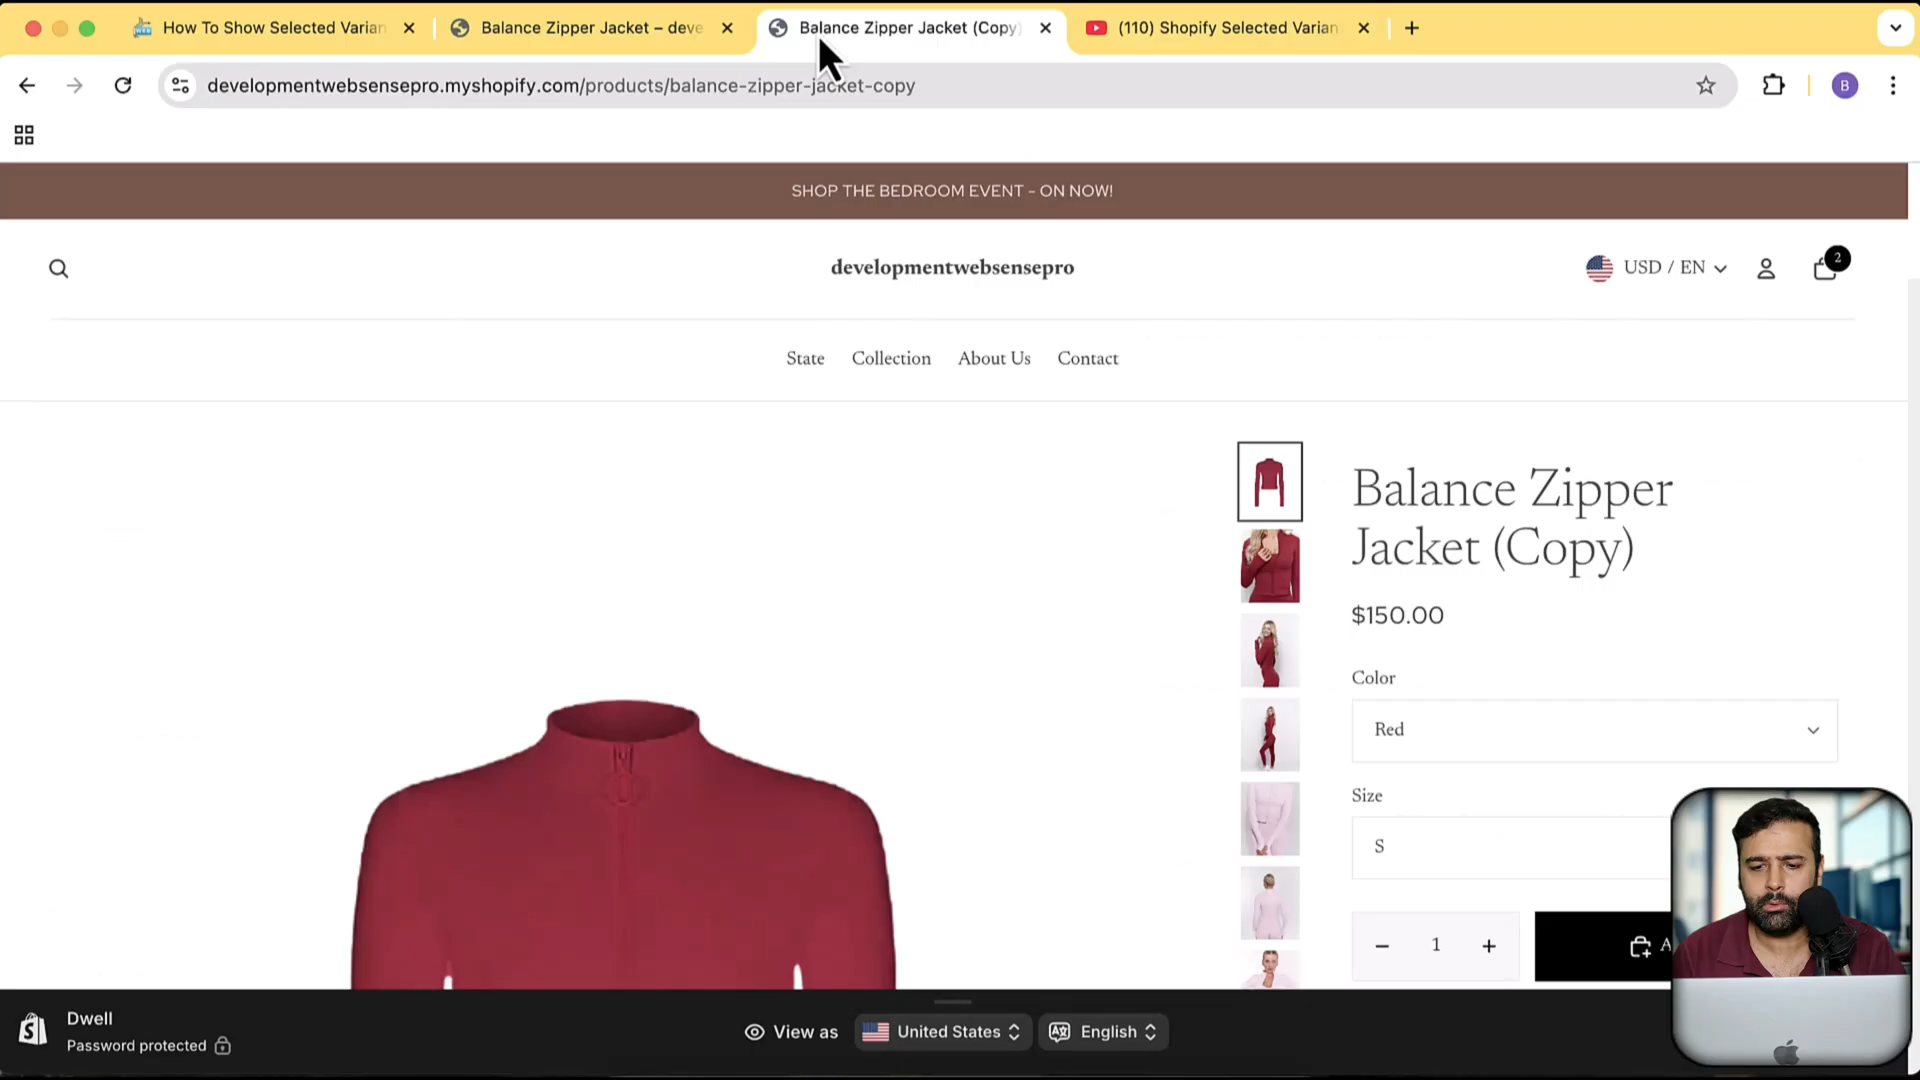 How To Show Selected Varian
Balance Zipper Jacket – deve
Balance Zipper Jacket (Copy)
(110) Shopify Selected Varian
developmentwebsensepro.myshopify.com/products/balance-zipper-jacket-copy
B
SHOP THE BEDROOM EVENT - ON NOW!
developmentwebsensepro
USD / EN
2
State
Collection
About Us
Contact
Balance Zipper
Jacket (Copy)
$150.00
Color
Red
Size
S
1
A
Dwell
Password protected
View as
United States
English